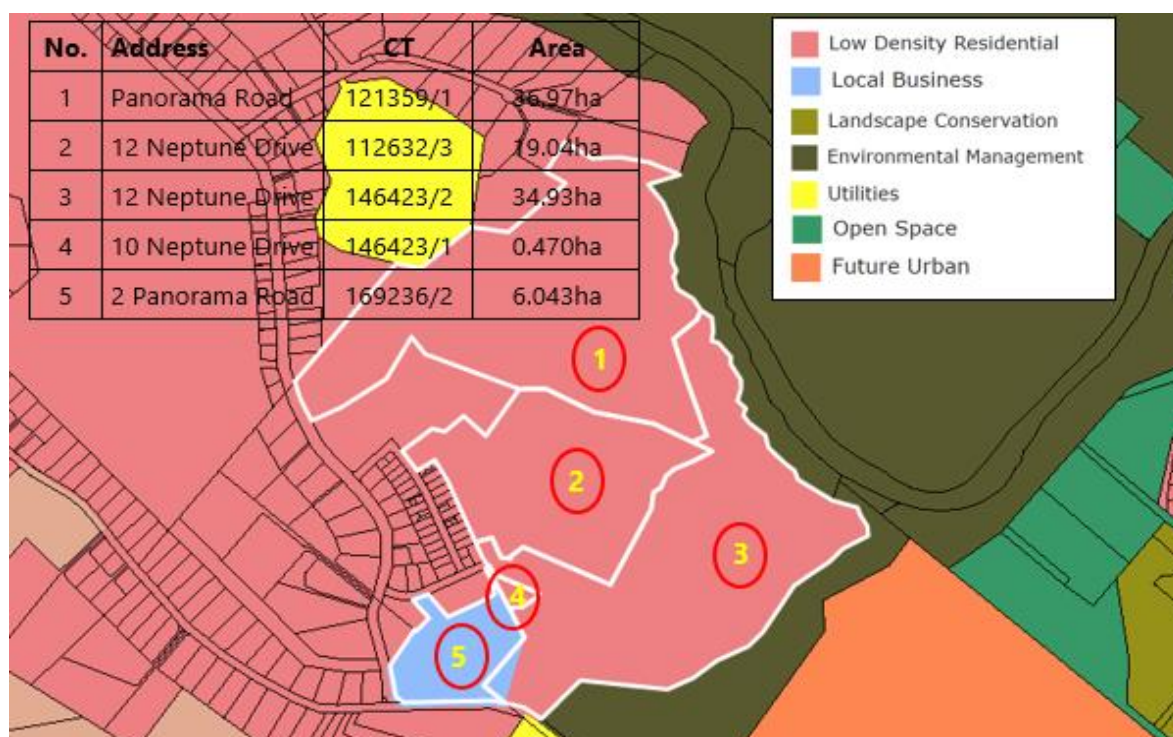 No. Address CT Area
1 Panorama Road 121359/1 36.97ha
2 12 Neptune Drive 112632/3 19.04ha
3 12 Neptune Drive 146423/2 34.93ha
4 10 Neptune Drive 146423/1 0.470ha
5 2 Panorama Road 169236/2 6.043ha
Low Density Residential
Local Business
Landscape Conservation
Environmental Management
Utilities
Open Space
Future Urban
1
2
3
4
5